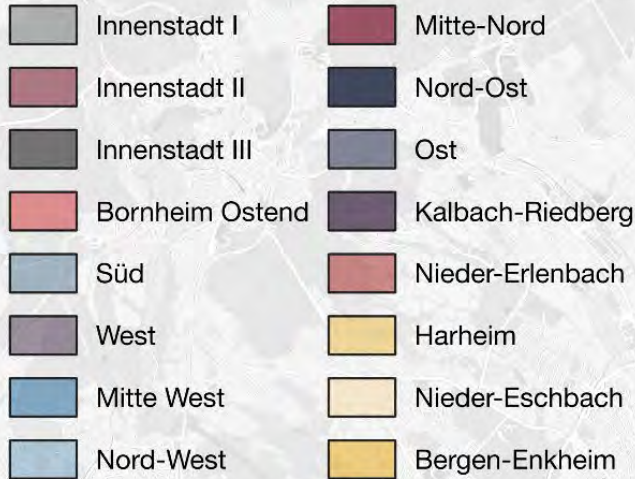 Innenstadt I
Innenstadt II
Innenstadt III
Bornheim Ostend
Süd
West
Mitte West
Nord-West
Mitte-Nord
Nord-Ost
Ost
Kalbach-Riedberg
Nieder-Erlenbach
Harheim
Nieder-Eschbach
Bergen-Enkheim